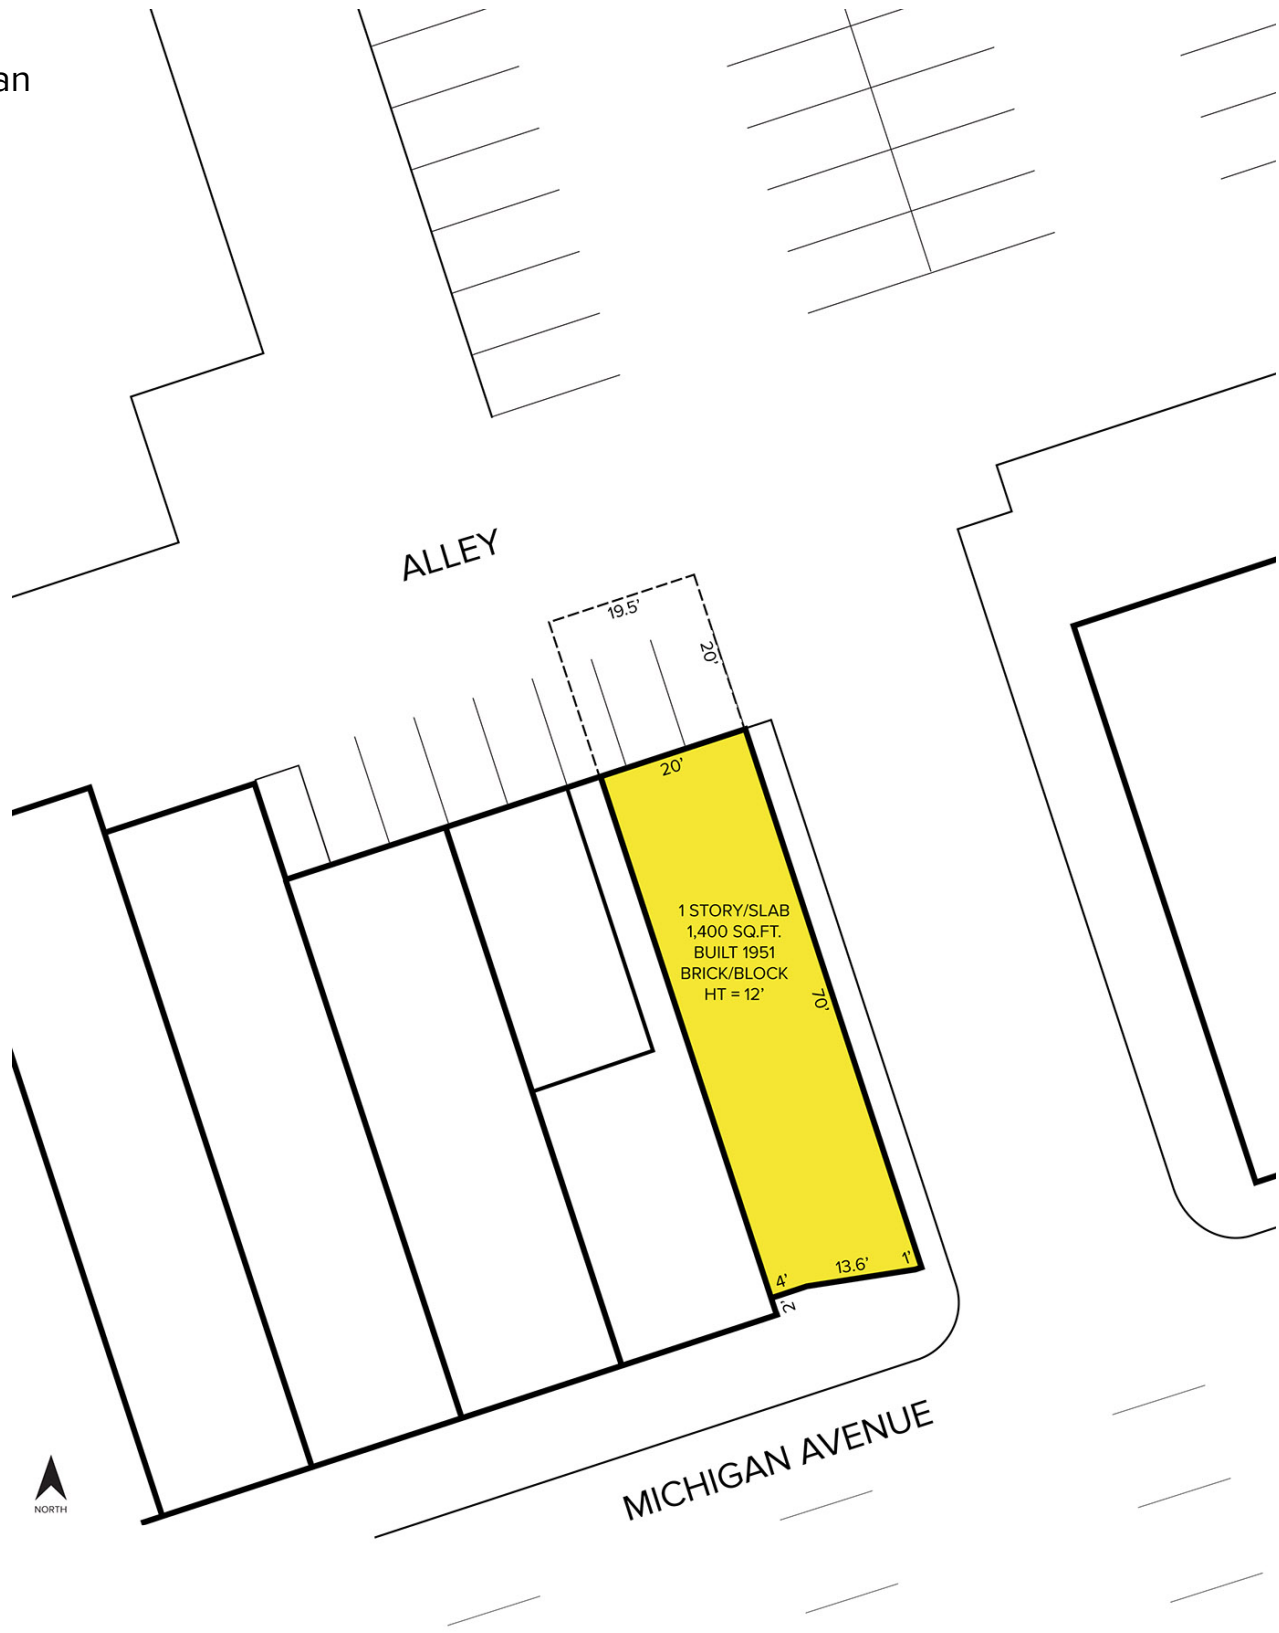 an
ALLEY
19.5'
20'
20'
1 STORY/SLAB
1,400 SQ.FT.
BUILT 1951
BRICK/BLOCK
HT = 12’
70'
13.6'
1'
4'
2'
MICHIGAN AVENUE
NORTH